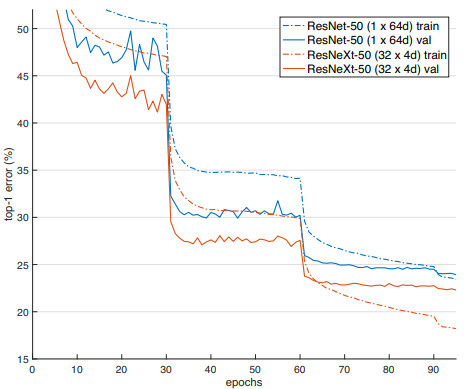 ResNet-50 (1 x 64d) train
ResNet-50 (1 x 64d) val
ResNeXt-50 (32 x 4d) train
ResNeXt-50 (32 x 4d) val
top-1 error (%)
50
45
40
35
30
25
20
15
0 10 20 30 40 50 60 70 80 90
epochs